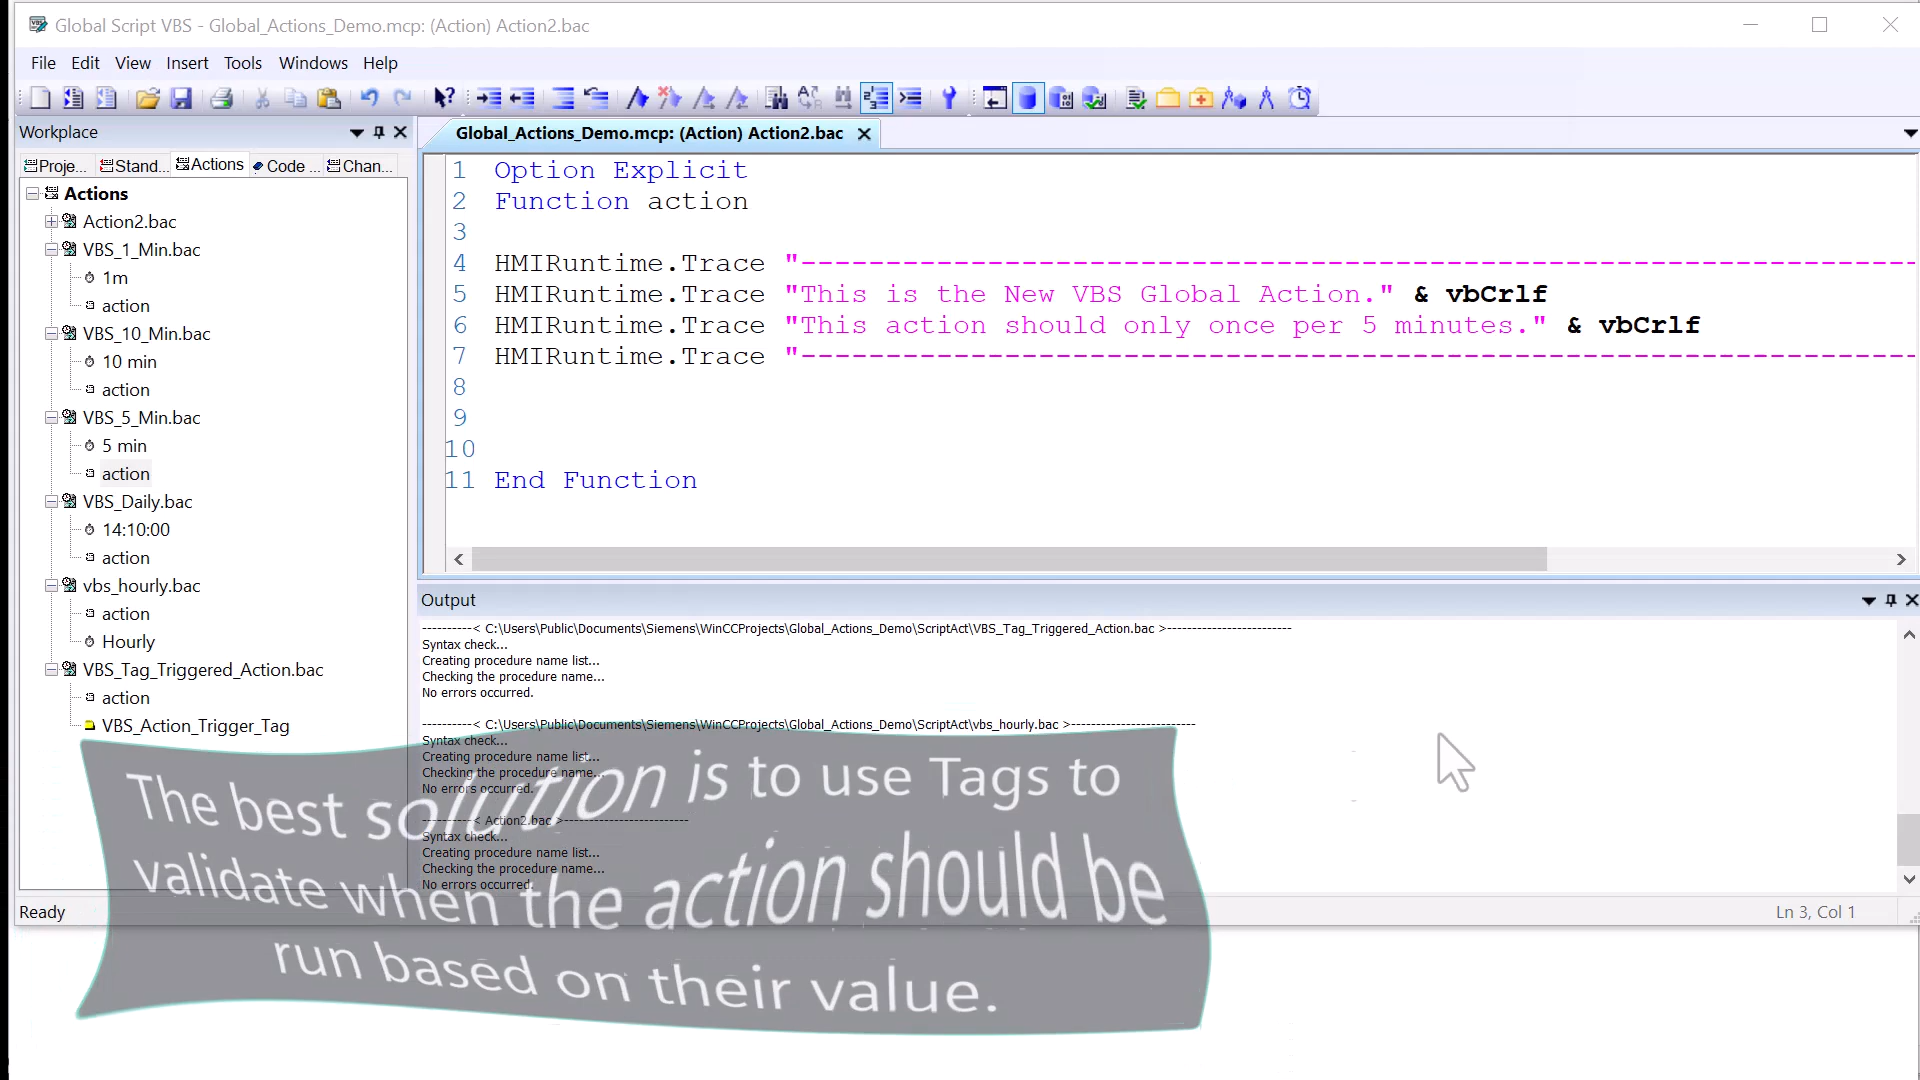 Global Script VBS - Global_Actions_Demo.mcp: (Action) Action2.bac
File Edit View Insert Tools Windows Help
Workplace
Proje... Stand... Actions Code ... Chan...
Actions
Action2.bac
VBS_1_Min.bac
1m
action
VBS_10_Min.bac
10 min
action
VBS_5_Min.bac
5 min
action
VBS_Daily.bac
14:10:00
action
vbs_hourly.bac
action
Hourly
VBS_Tag_Triggered_Action.bac
action
VBS_Action_Trigger_Tag
Global_Actions_Demo.mcp: (Action) Action2.bac
1 Option Explicit
2 Function action
3
4 HMIRuntime.Trace "------------------------------------------------------------------
5 HMIRuntime.Trace "This is the New VBS Global Action." & vbCrlf
6 HMIRuntime.Trace "This action should only once per 5 minutes." & vbCrlf
7 HMIRuntime.Trace "------------------------------------------------------------------
8
9
10
11 End Function
Output
----------< C:\Users\Public\Documents\Siemens\WinCCProjects\Global_Actions_Demo\ScriptAct\VBS_Tag_Triggered_Action.bac >-------------------------
Syntax check...
Creating procedure name list...
Checking the procedure name...
No errors occurred.
----------< C:\Users\Public\Documents\Siemens\WinCCProjects\Global_Actions_Demo\ScriptAct\vbs_hourly.bac >-------------------------
Syntax check...
Creating procedure name list...
Checking the procedure name...
No errors occurred.
----------< Action2.bac >-------------------------
Syntax check...
Creating procedure name list...
Checking the procedure name...
No errors occurred.
The best solution is to use Tags to
validate when the action should be
run based on their value.
Ready
Ln 3, Col 1